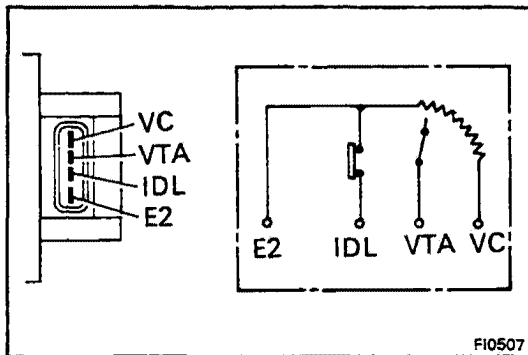 VC
VTA
IDL
E2
E2 IDL VTA VC
FI0507